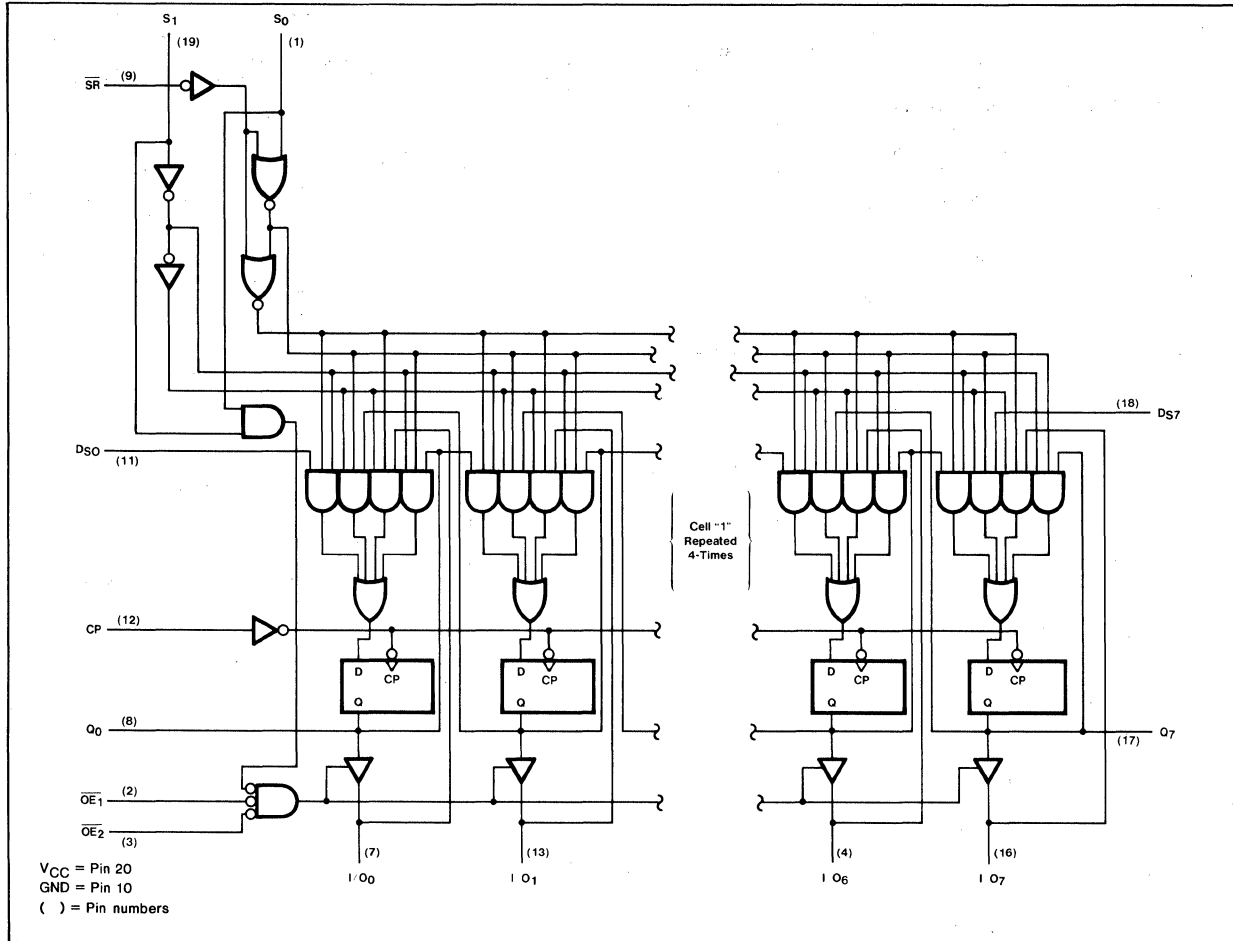 S1 S0
(19) (1)
SR (9)
(18) DS7
DS0 (11)
Cell "1"
Repeated
4-Times
CP (12)
D CP Q
D CP Q
D CP Q
D CP Q
Q0 (8)
(17) Q7
OE1 (2)
OE2 (3)
(7) (13) (4) (16)
I/O0 I O1 I O6 I O7
VCC = Pin 20
GND = Pin 10
( ) = Pin numbers